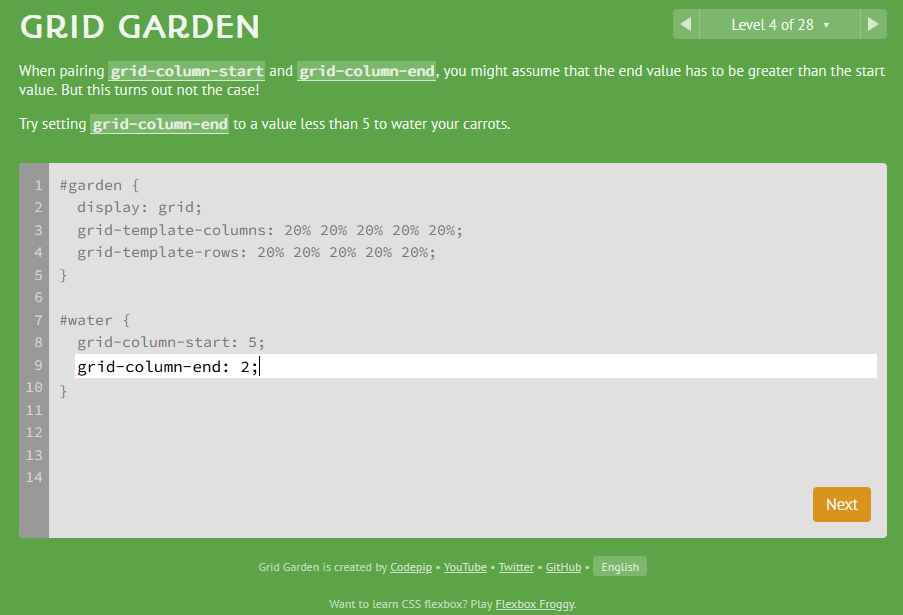 GRID GARDEN
Level 4 of 28
When pairing grid-column-start and grid-column-end, you might assume that the end value has to be greater than the start
value. But this turns out not the case!
Try setting grid-column-end to a value less than 5 to water your carrots.
1 #garden {
2 display: grid;
3 grid-template-columns: 20% 20% 20% 20% 20%;
4 grid-template-rows: 20% 20% 20% 20% 20%;
5 }
6
7 #water {
8 grid-column-start: 5;
9 grid-column-end: 2;
10 }
11
12
13
14
Next
Grid Garden is created by Codepip • YouTube • Twitter • GitHub • English
Want to learn CSS flexbox? Play Flexbox Froggy.